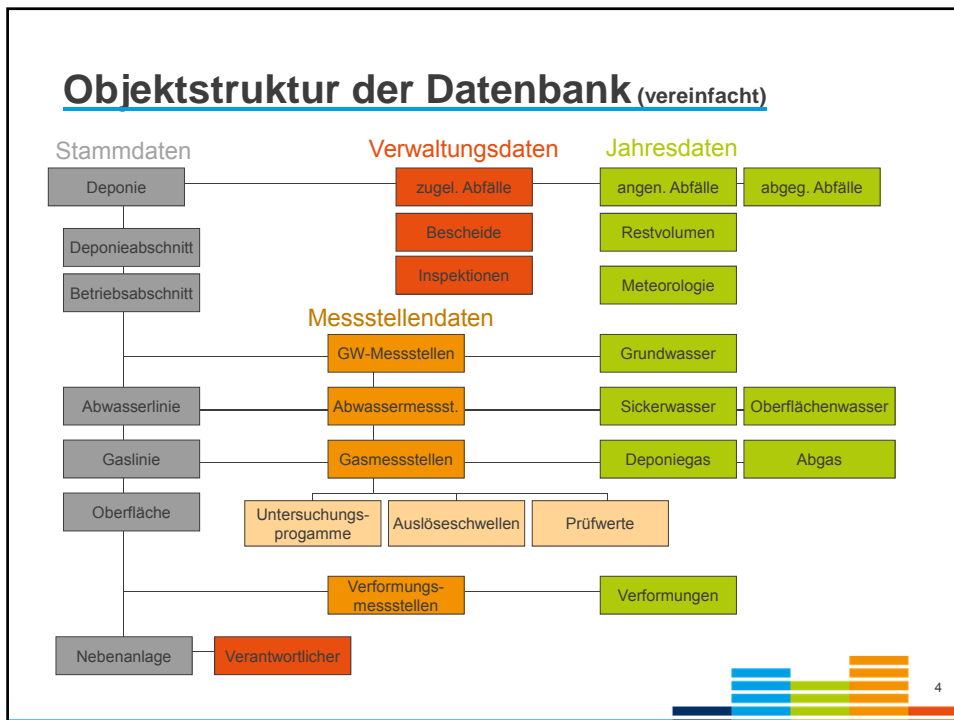 Objektstruktur der Datenbank (vereinfacht)
Stammdaten
Verwaltungsdaten
Jahresdaten
Deponie
zugel. Abfälle
angen. Abfälle
abgeg. Abfälle
Deponieabschnitt
Bescheide
Restvolumen
Betriebsabschnitt
Inspektionen
Meteorologie
Messstellendaten
GW-Messstellen
Grundwasser
Abwasserlinie
Abwassermessst.
Sickerwasser
Oberflächenwasser
Gaslinie
Gasmessstellen
Deponiegas
Abgas
Oberfläche
Untersuchungs-
progamme
Auslöseschwellen
Prüfwerte
Verformungs-
messstellen
Verformungen
Nebenanlage
Verantwortlicher
4